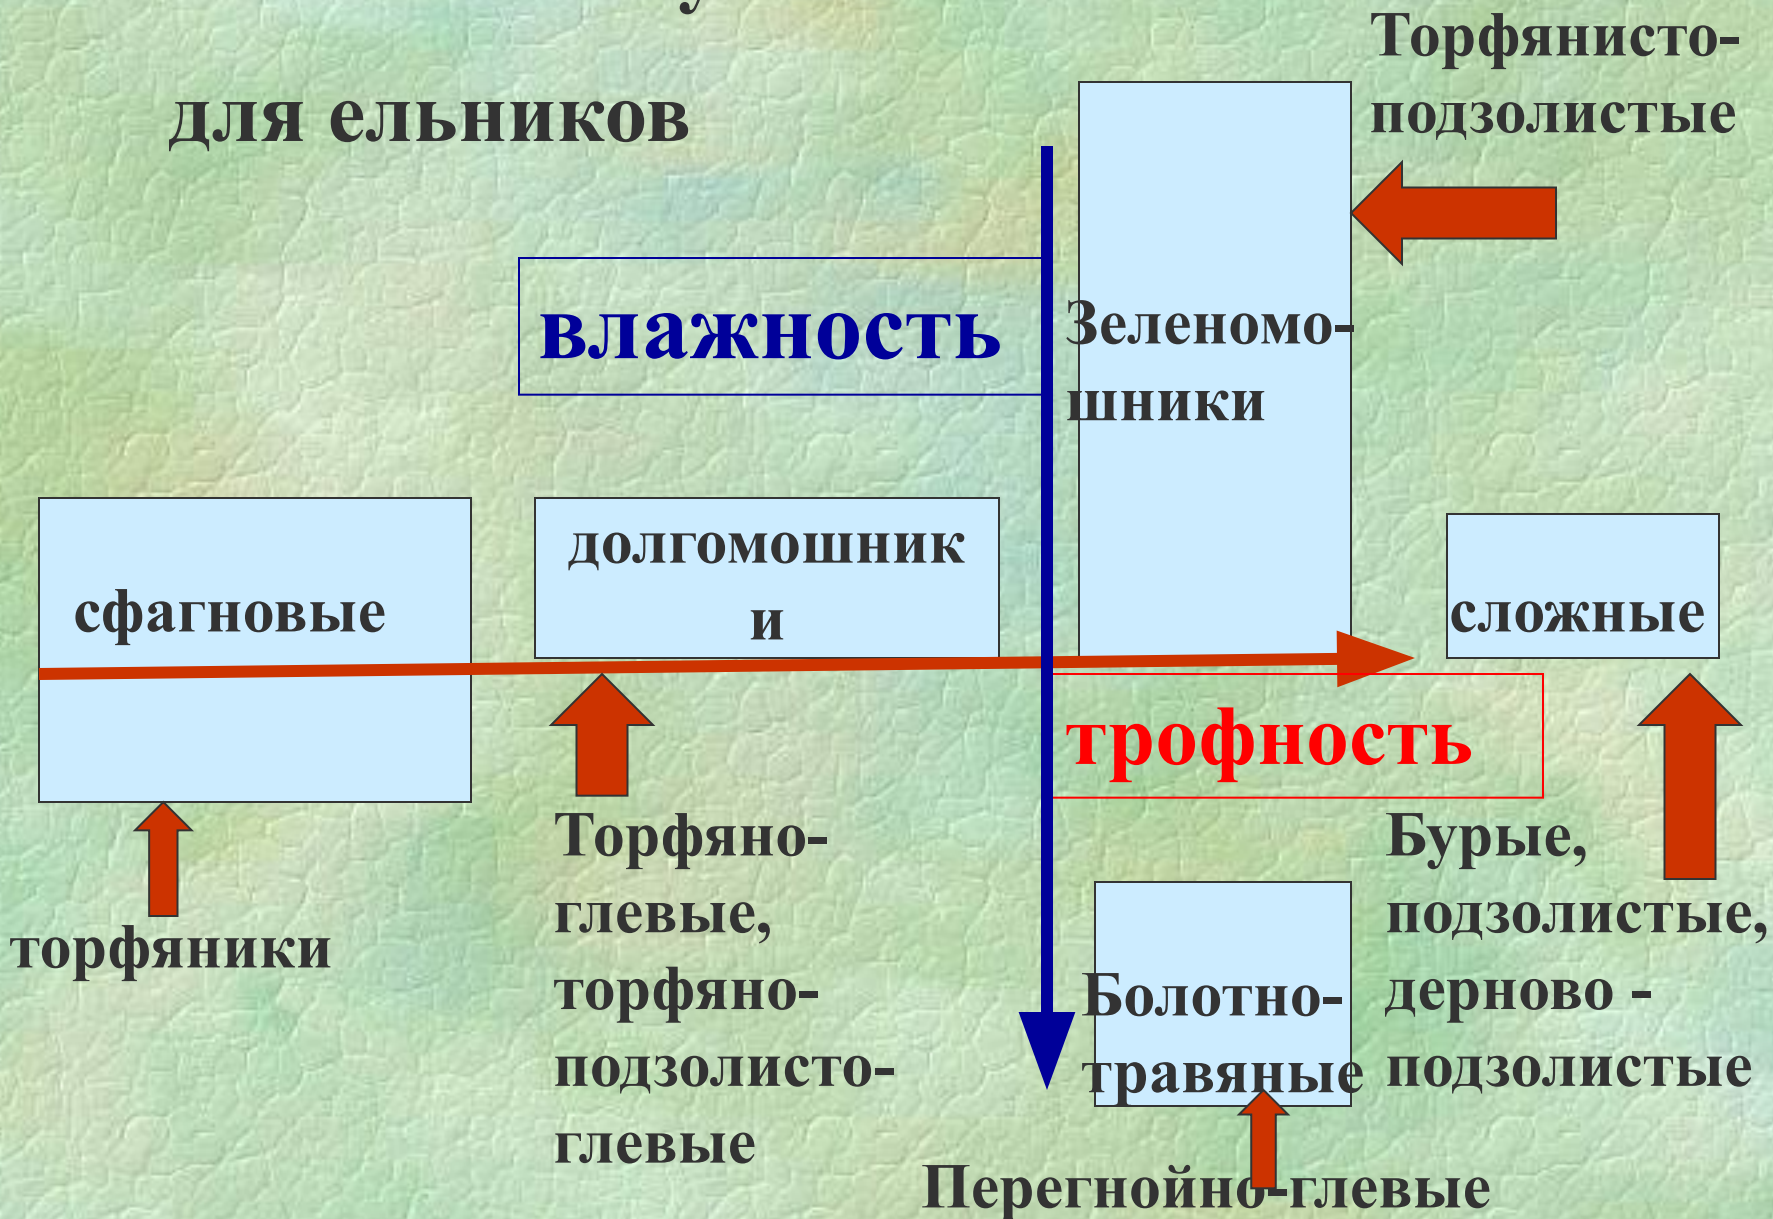 для ельников
Торфянисто-
подзолистые
влажность
Зеленомо-
шники
сфагновые
долгомошник
и
сложные
трофность
торфяники
Торфяно-
глевые,
торфяно-
подзолисто-
глевые
Бурые,
подзолистые,
дерново -
подзолистые
Болотно-
травяные
Перегнойно-глевые